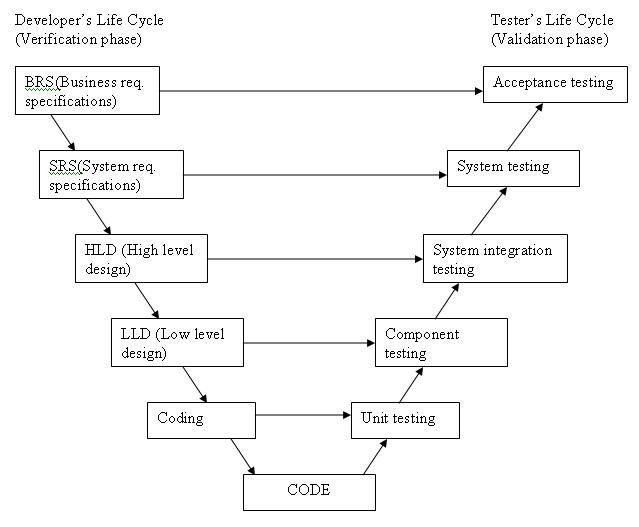 Developer's Life Cycle
(Verification phase)
Tester's Life Cycle
(Validation phase)
BRS(Business req.
specifications)
Acceptance testing
SRS(System req.
specifications)
System testing
HLD (High level
design)
System integration
testing
LLD (Low level
design)
Component
testing
Coding
Unit testing
CODE